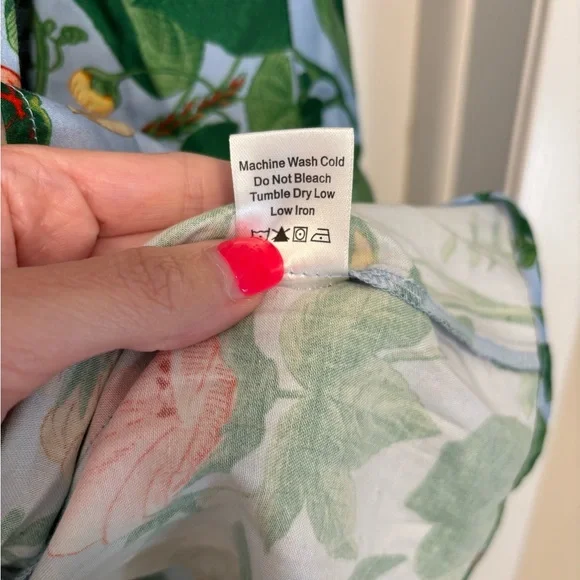 Machine Wash Cold
Do Not Bleach
Tumble Dry Low
Low Iron